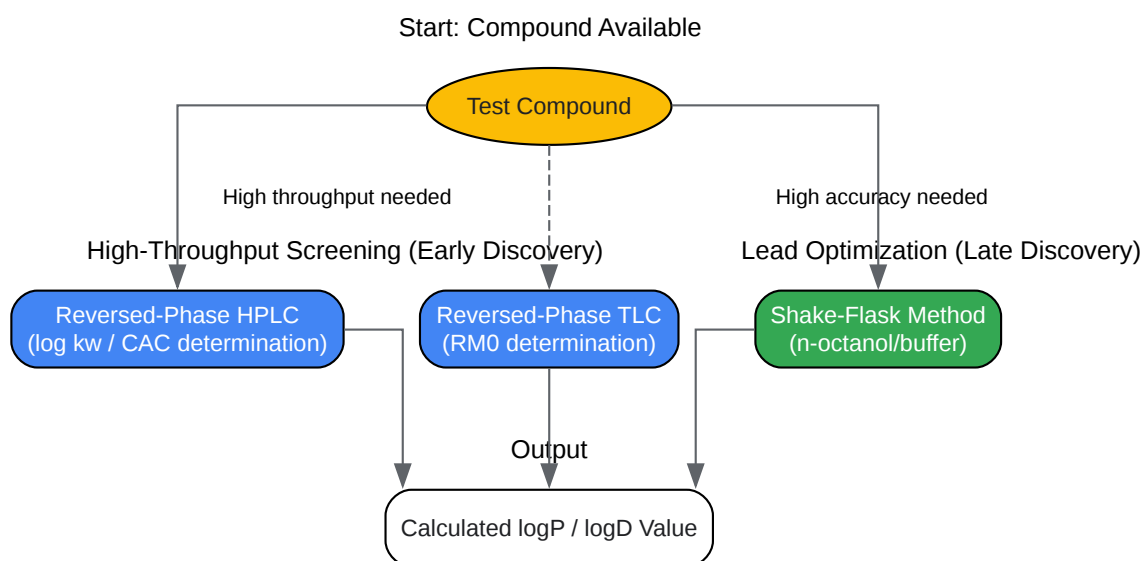 Start: Compound Available
Test Compound
High throughput needed
High accuracy needed
High-Throughput Screening (Early Discovery)
Lead Optimization (Late Discovery)
Reversed-Phase HPLC
(log kw / CAC determination)
Reversed-Phase TLC
(RM0 determination)
Shake-Flask Method
(n-octanol/buffer)
Output
Calculated logP / logD Value